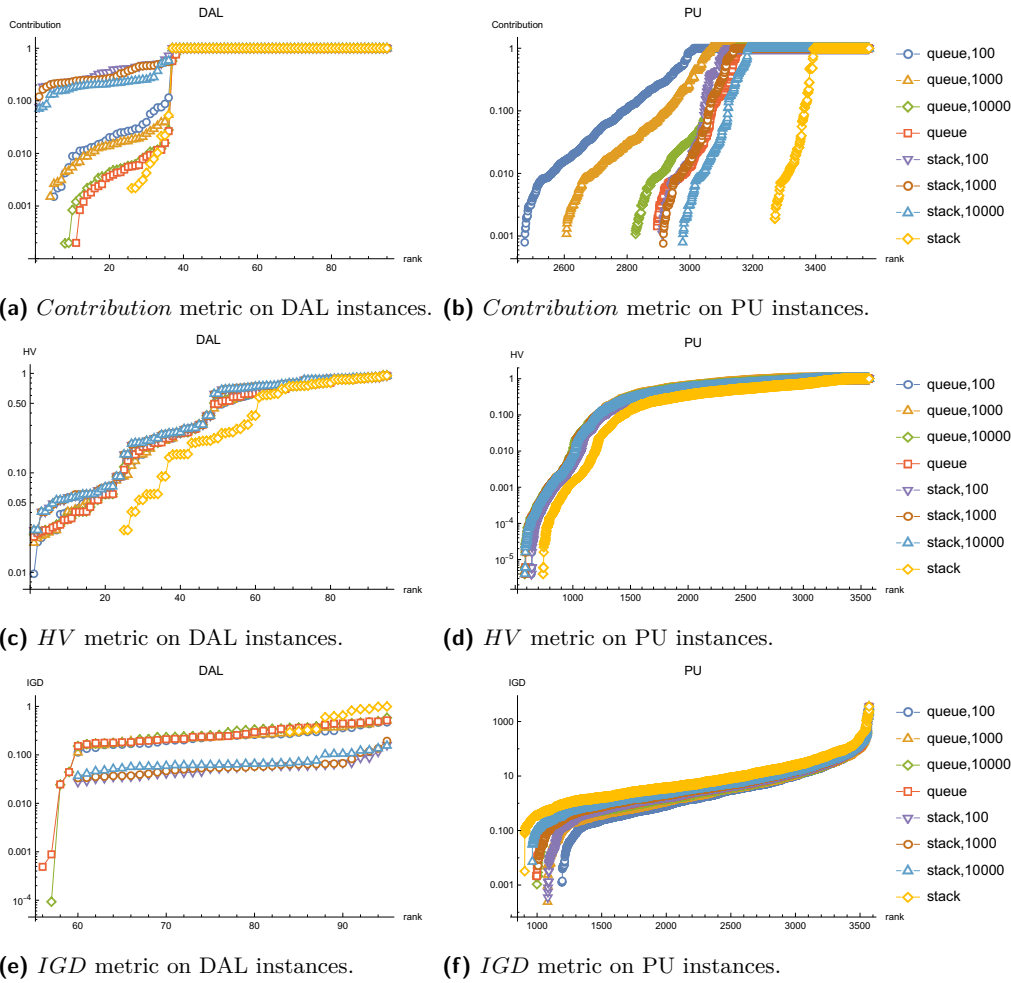 DAL
Contribution
1
0.100
0.010
0.001
20 40 60 80
rank
PU
Contribution
1
0.100
0.010
0.001
2600 2800 3000 3200 3400
rank
queue,100
queue,1000
queue,10000
queue
stack,100
stack,1000
stack,10000
stack
(a) Contribution metric on DAL instances.
(b) Contribution metric on PU instances.
DAL
HV
1
0.50
0.10
0.05
0.01
20 40 60 80
rank
PU
HV
1
0.100
0.010
0.001
10^-4
10^-5
1000 1500 2000 2500 3000 3500
rank
queue,100
queue,1000
queue,10000
queue
stack,100
stack,1000
stack,10000
stack
(c) HV metric on DAL instances.
(d) HV metric on PU instances.
DAL
IGD
1
0.100
0.010
0.001
10^-4
60 70 80 90
rank
PU
IGD
1000
10
0.100
0.001
1000 1500 2000 2500 3000 3500
rank
queue,100
queue,1000
queue,10000
queue
stack,100
stack,1000
stack,10000
stack
(e) IGD metric on DAL instances.
(f) IGD metric on PU instances.